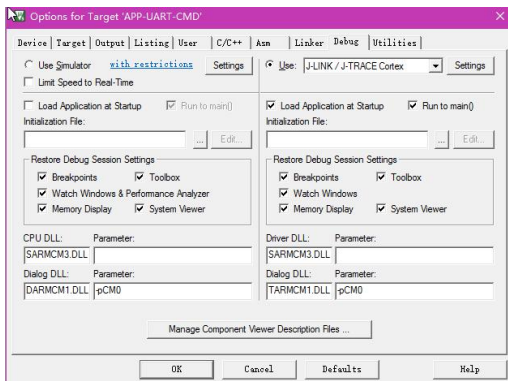 Options for Target 'APP-UART-CMD'
Device Target Output Listing User C/C++ Asm Linker Debug Utilities
Use Simulator with restrictions Settings
Limit Speed to Real-Time
Use: J-LINK / J-TRACE Cortex Settings
Load Application at Startup Run to main()
Initialization File:
... Edit...
Load Application at Startup Run to main()
Initialization File:
... Edit...
Restore Debug Session Settings
Breakpoints Toolbox
Watch Windows & Performance Analyzer
Memory Display System Viewer
Restore Debug Session Settings
Breakpoints Toolbox
Watch Windows
Memory Display System Viewer
CPU DLL: Parameter:
SARMCM3.DLL
Dialog DLL: Parameter:
DARMCM1.DLL -pCM0
Driver DLL: Parameter:
SARMCM3.DLL
Dialog DLL: Parameter:
TARMCM1.DLL -pCM0
Manage Component Viewer Description Files ...
OK Cancel Defaults Help